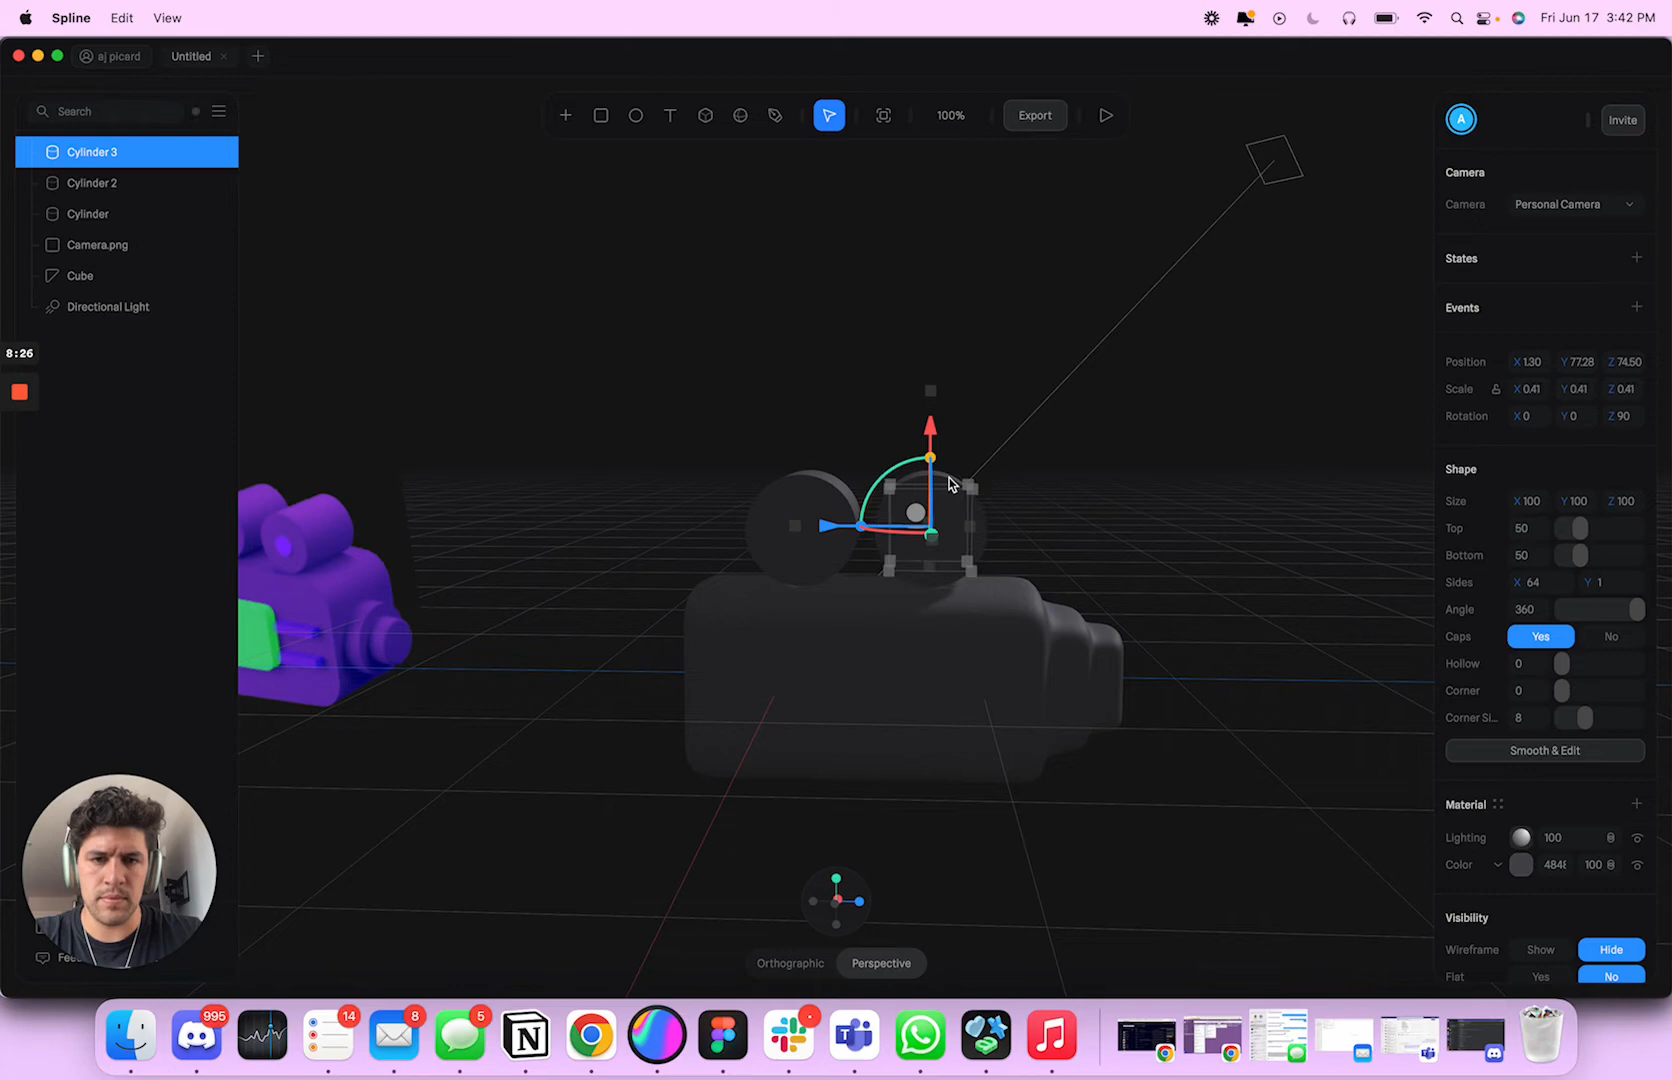 Spline Edit View
Fri Jun 17 3:42 PM
aj picard
Untitled
Search
Cylinder 3
Cylinder 2
Cylinder
Camera.png
Cube
Directional Light
8:26
T
100%
Export
A
Invite
Camera
Camera Personal Camera
States
Events
Position X 1.30 Y 77.28 Z 74.50
Scale X 0.41 Y 0.41 Z 0.41
Rotation X 0 Y 0 Z 90
Shape
Size X 100 Y 100 Z 100
Top 50
Bottom 50
Sides X 64 Y 1
Angle 360
Caps Yes No
Hollow 0
Corner 0
Corner Si... 8
Smooth & Edit
Material
Lighting 100
Color 484 100
Visibility
Wireframe Show Hide
Flat Yes No
Orthographic Perspective
995
14
8
5